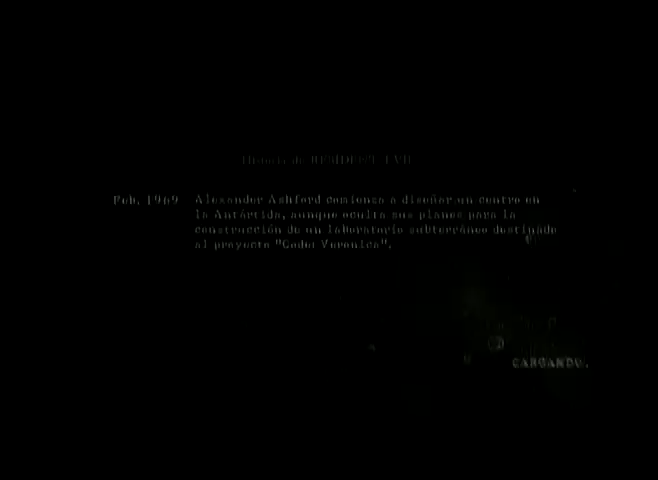 Historia de RESIDENT EVIL
Feb. 1969 Alexander Ashford comienza a diseñar un centro en
la Antártida, aunque oculta sus planes para la
construcción de un laboratorio subterráneo destinado
al proyecto "Code: Veronica".
CARGANDO.